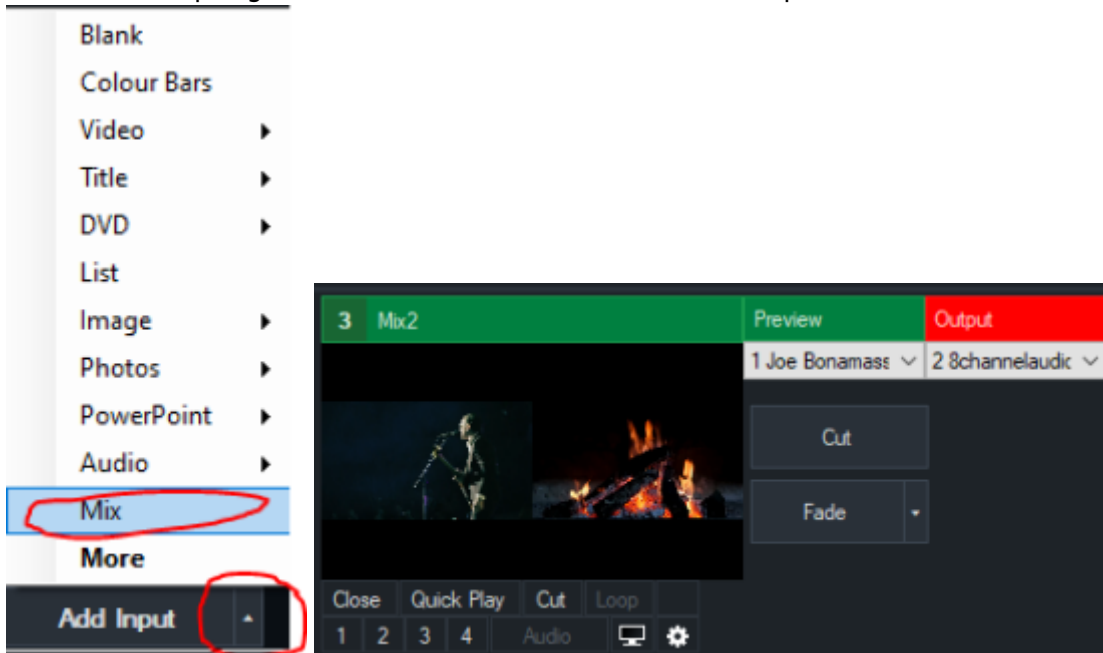 Blank
Colour Bars
Video
Title
DVD
List
Image
Photos
PowerPoint
Audio
Mix
More
Add Input
3 Mix2 Preview Output
1 Joe Bonamass 2 8channelaudic
Cut
Fade
Close Quick Play Cut Loop
1 2 3 4 Audio